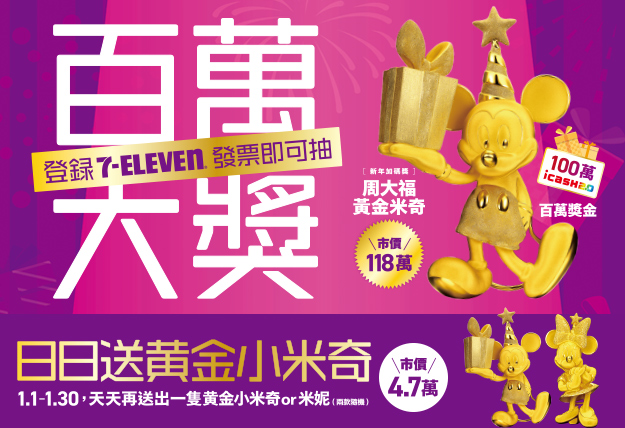 百萬
大獎
登錄 7-ELEVEN 發票即可抽
[ 新年加碼獎 ]
周大福
黃金米奇
市價
118萬
100萬
icash2.0
百萬獎金
日日送黃金小米奇
1.1-1.30，天天再送出一隻黃金小米奇or米妮(兩款隨機)
市價
4.7萬